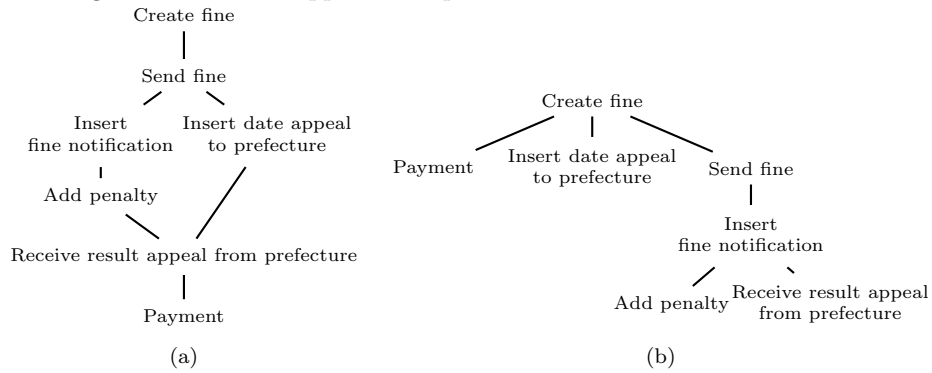 Create fine
Send fine
Insert
fine notification
Insert date appeal
to prefecture
Add penalty
Receive result appeal from prefecture
Payment
(a)
Create fine
Payment
Insert date appeal
to prefecture
Send fine
Insert
fine notification
Add penalty
Receive result appeal
from prefecture
(b)